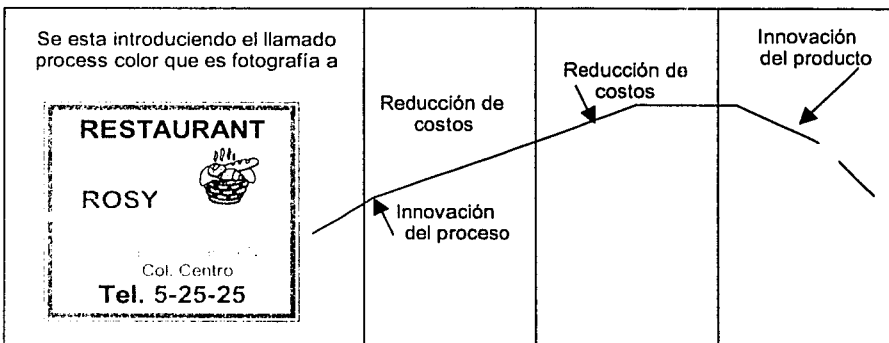 Se esta introduciendo el llamado
process color que es fotografía a
RESTAURANT
ROSY
Col. Centro
Tel. 5-25-25
Reducción de
costos
Innovación
del proceso
Reducción de
costos
Innovación
del producto